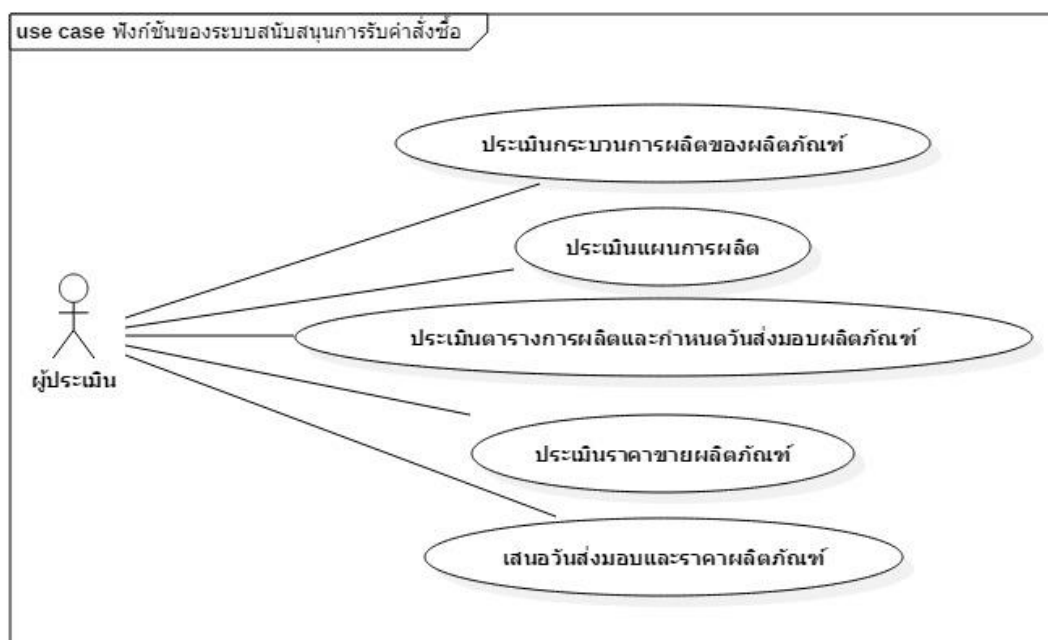 use case ฟังก์ชันของระบบสนับสนุนการรับคำสั่งซื้อ
ประเมินกระบวนการผลิตของผลิตภัณฑ์
ประเมินแผนการผลิต
ประเมินตารางการผลิตและกำหนดวันส่งมอบผลิตภัณฑ์
ผู้ประเมิน
ประเมินราคาขายผลิตภัณฑ์
เสนอวันส่งมอบและราคาผลิตภัณฑ์